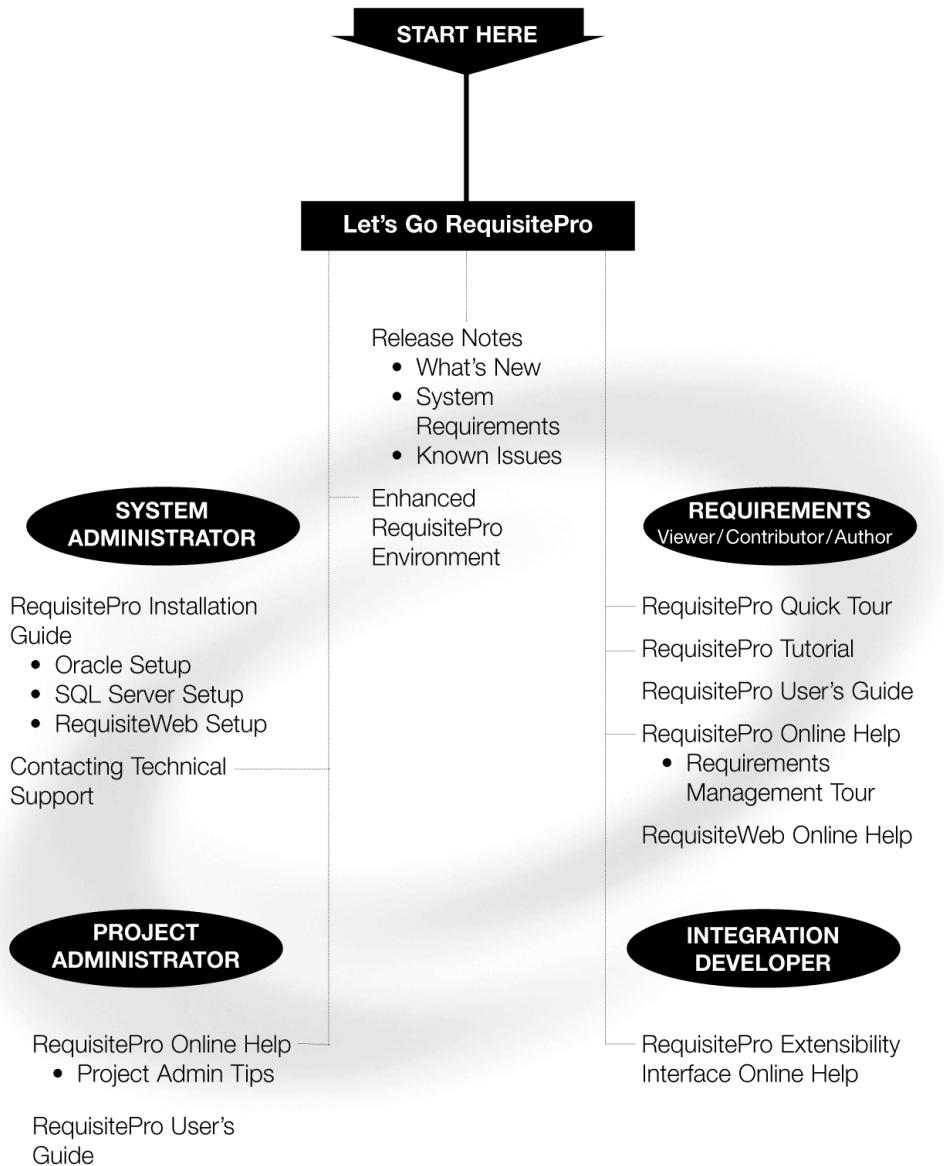 START HERE
Let's Go RequisitePro
Release Notes
• What's New
• System
Requirements
• Known Issues
Enhanced
RequisitePro
Environment
SYSTEM
ADMINISTRATOR
RequisitePro Installation
Guide
• Oracle Setup
• SQL Server Setup
• RequisiteWeb Setup
Contacting Technical
Support
REQUIREMENTS
Viewer/Contributor/Author
RequisitePro Quick Tour
RequisitePro Tutorial
RequisitePro User's Guide
RequisitePro Online Help
• Requirements
Management Tour
RequisiteWeb Online Help
PROJECT
ADMINISTRATOR
RequisitePro Online Help
• Project Admin Tips
RequisitePro User's
Guide
INTEGRATION
DEVELOPER
RequisitePro Extensibility
Interface Online Help